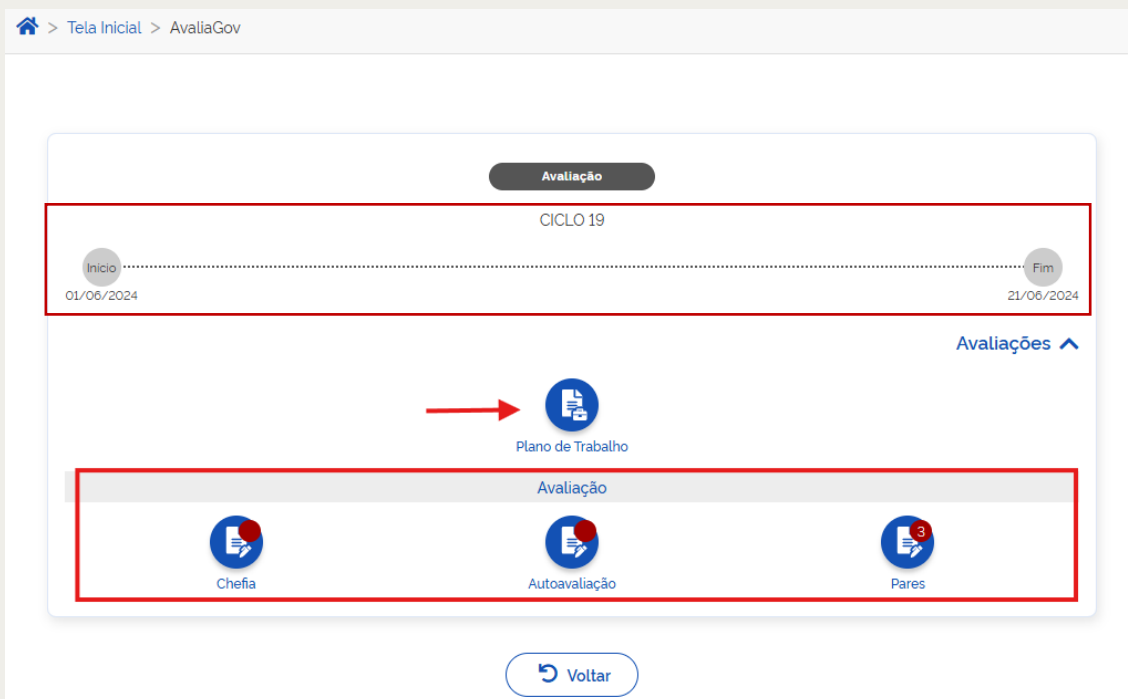 > Tela Inicial > AvaliaGov
Avaliação
CICLO 19
Início
Fim
01/06/2024
21/06/2024
Avaliações
Plano de Trabalho
Avaliação
3
Chefia
Autoavaliação
Pares
Voltar